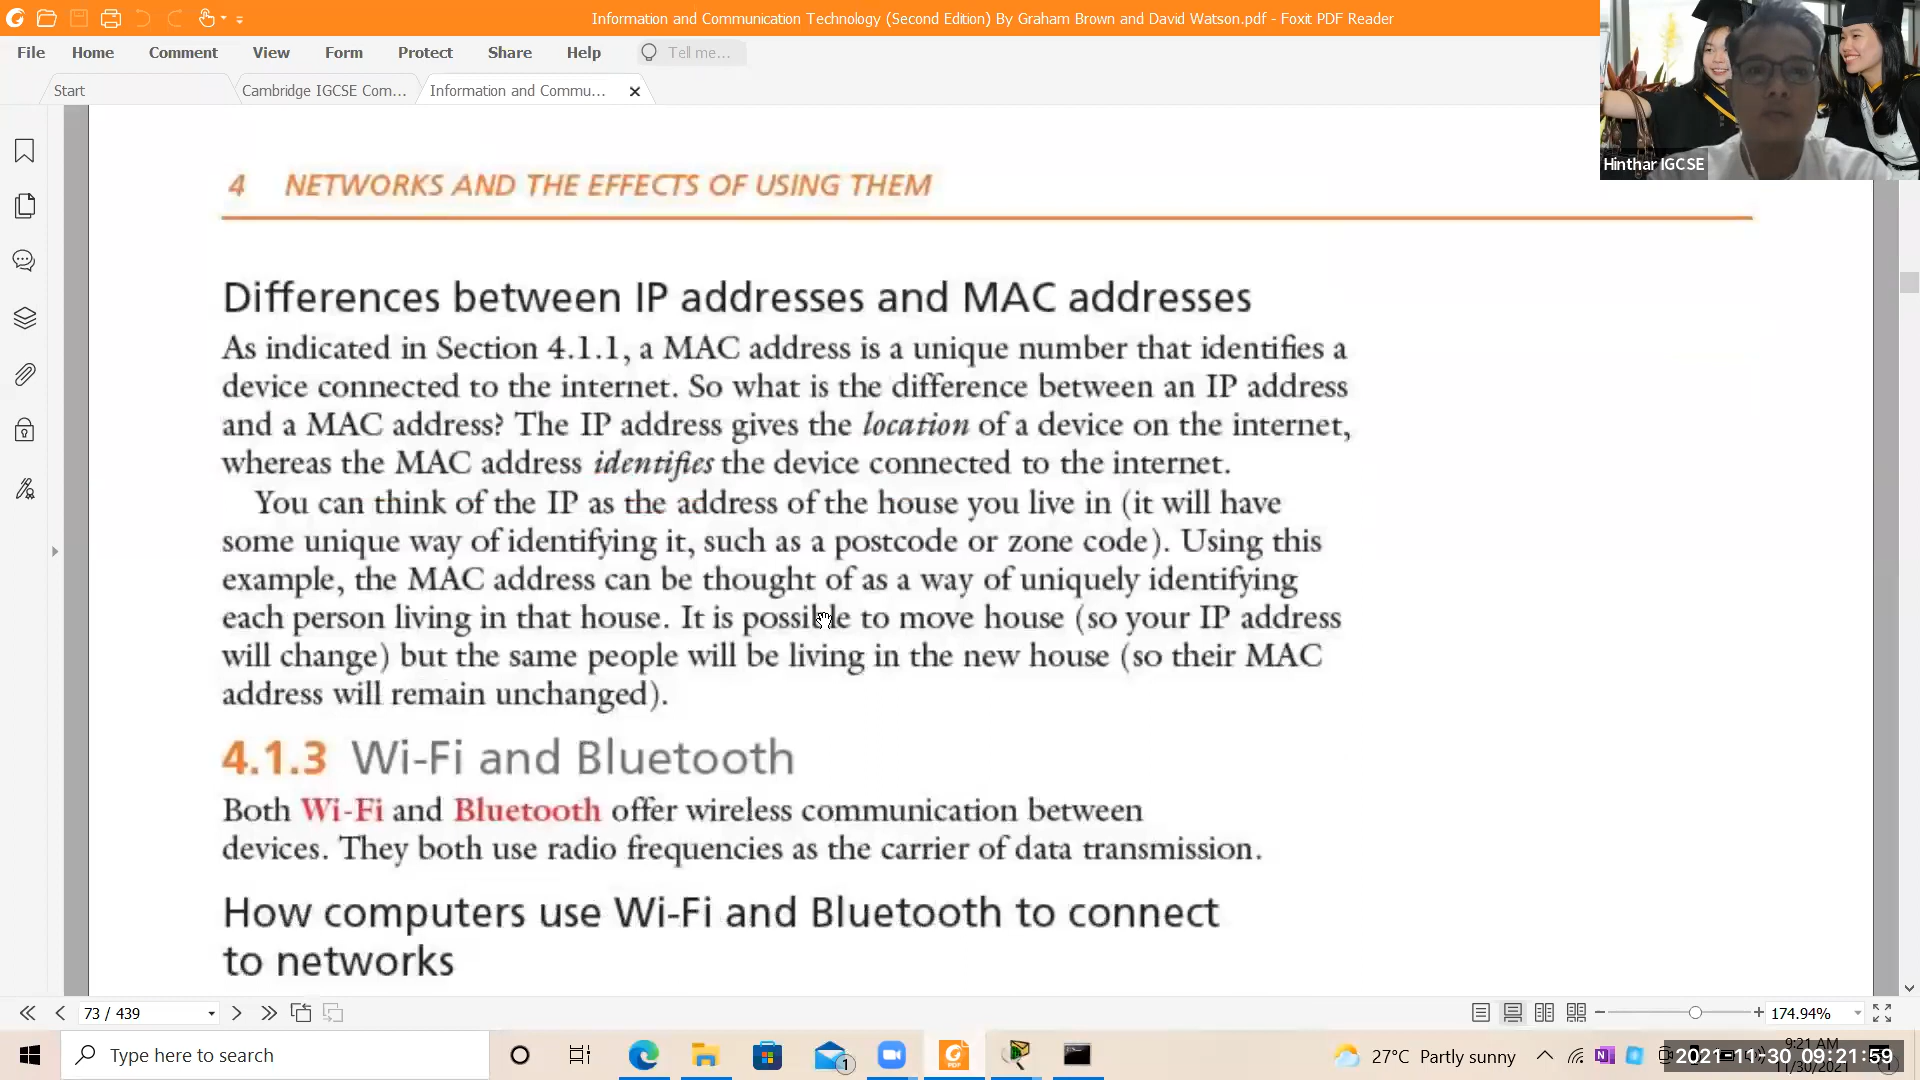 Information and Communication Technology (Second Edition) By Graham Brown and David Watson.pdf - Foxit PDF Reader
File Home Comment View Form Protect Share Help Tell me...
Start Cambridge IGCSE Com... Information and Commu...
Hinthar IGCSE
4 NETWORKS AND THE EFFECTS OF USING THEM
Differences between IP addresses and MAC addresses
As indicated in Section 4.1.1, a MAC address is a unique number that identifies a
device connected to the internet. So what is the difference between an IP address
and a MAC address? The IP address gives the location of a device on the internet,
whereas the MAC address identifies the device connected to the internet.
You can think of the IP as the address of the house you live in (it will have
some unique way of identifying it, such as a postcode or zone code). Using this
example, the MAC address can be thought of as a way of uniquely identifying
each person living in that house. It is possible to move house (so your IP address
will change) but the same people will be living in the new house (so their MAC
address will remain unchanged).
4.1.3 Wi-Fi and Bluetooth
Both Wi-Fi and Bluetooth offer wireless communication between
devices. They both use radio frequencies as the carrier of data transmission.
How computers use Wi-Fi and Bluetooth to connect
to networks
73 / 439 174.94%
Type here to search 1 27°C Partly sunny 9:21 AM
2021-11-30 09:21:59